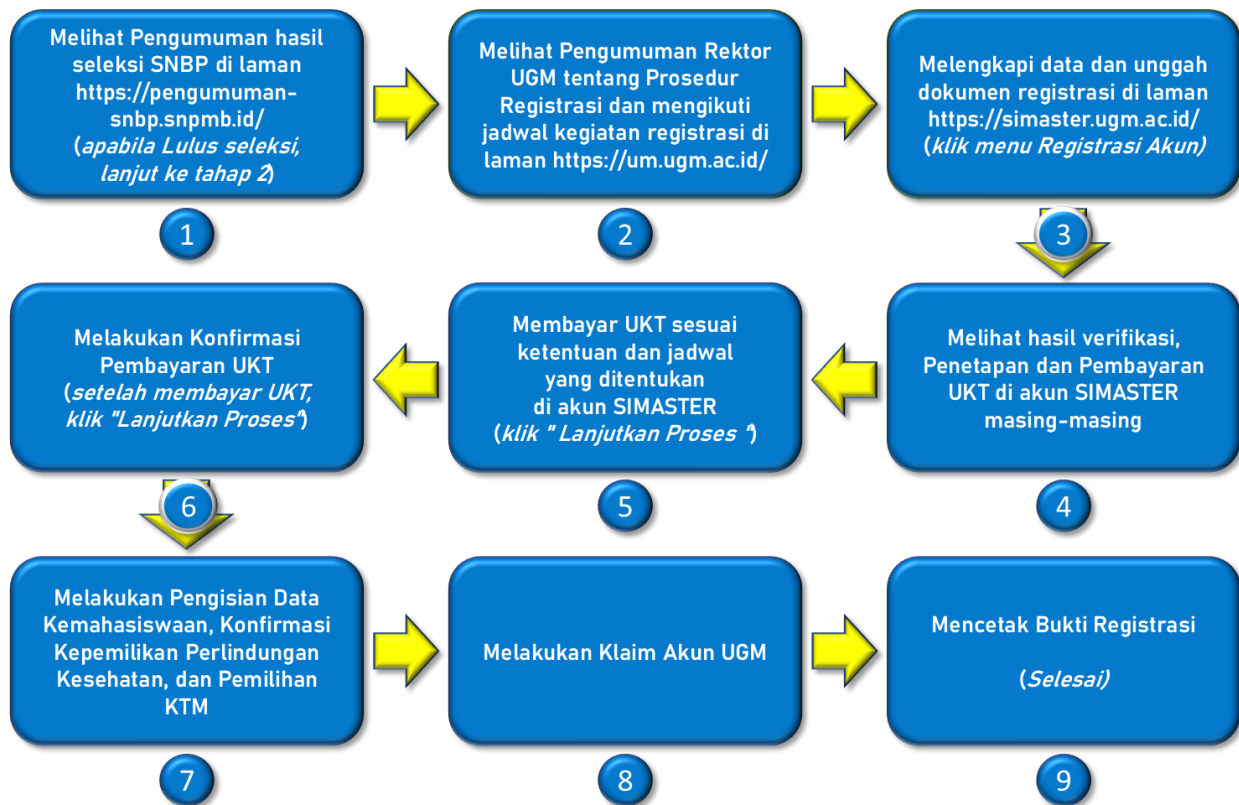 Melihat Pengumuman hasil
seleksi SNBP di laman
https://pengumuman-
snbp.snpmb.id/
(apabila Lulus seleksi,
lanjut ke tahap 2)
1
Melihat Pengumuman Rektor
UGM tentang Prosedur
Registrasi dan mengikuti
jadwal kegiatan registrasi di
laman https://um.ugm.ac.id/
2
Melengkapi data dan unggah
dokumen registrasi di laman
https://simaster.ugm.ac.id/
(klik menu Registrasi Akun)
3
Melihat hasil verifikasi,
Penetapan dan Pembayaran
UKT di akun SIMASTER
masing-masing
4
Membayar UKT sesuai
ketentuan dan jadwal
yang ditentukan
di akun SIMASTER
(klik " Lanjutkan Proses ")
5
Melakukan Konfirmasi
Pembayaran UKT
(setelah membayar UKT,
klik "Lanjutkan Proses")
6
Melakukan Pengisian Data
Kemahasiswaan, Konfirmasi
Kepemilikan Perlindungan
Kesehatan, dan Pemilihan
KTM
7
Melakukan Klaim Akun UGM
8
Mencetak Bukti Registrasi
(Selesai)
9